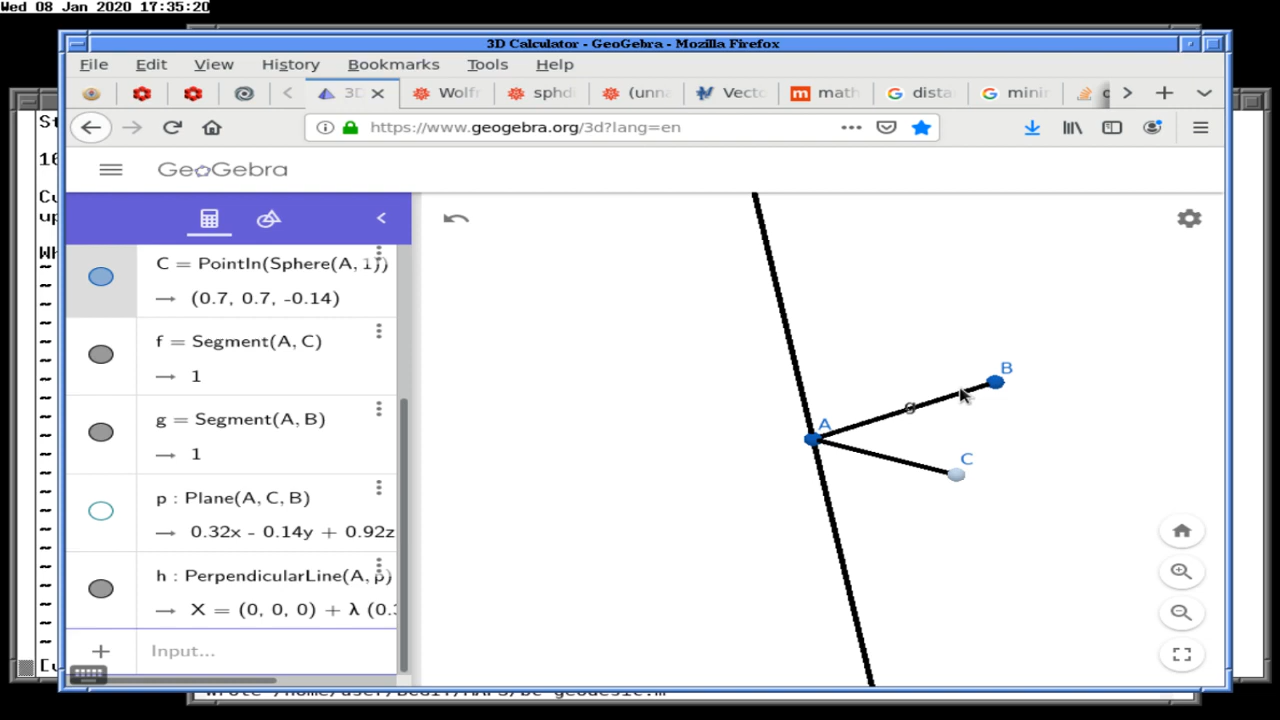 Wed 08 Jan 2020 17:35:20
3D Calculator - GeoGebra - Mozilla Firefox
File Edit View History Bookmarks Tools Help
3D Wolfr sphdi (unna Vecto math dista minin
https://www.geogebra.org/3d?lang=en
GeoGebra
C = PointIn(Sphere(A, 1))
→ (0.7, 0.7, -0.14)
f = Segment(A, C)
→ 1
g = Segment(A, B)
→ 1
p : Plane(A, C, B)
→ 0.32x - 0.14y + 0.92z
h : PerpendicularLine(A, p)
→ X = (0, 0, 0) + λ (0.3
Input...
B
g
A
C